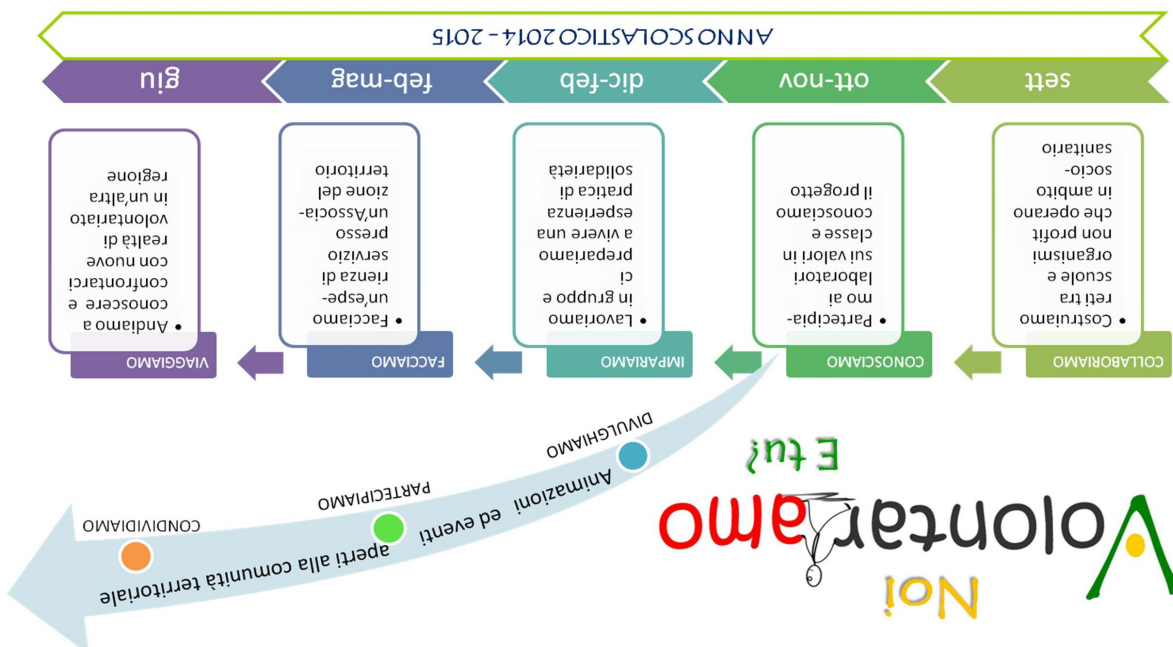 Noi
Volontariamo
E tu?
Animazioni ed eventi aperti alla comunità territoriale
DIVULGHIAMO
PARTECIPIAMO
CONDIVIDIAMO
COLLABORIAMO
• Costruiamo
reti tra
scuole e
organismi
non profit
che operano
in ambito
socio-
sanitario
CONOSCIAMO
• Partecipia-
mo ai
laboratori
sui valori in
classe e
conosciamo
il progetto
IMPARIAMO
• Lavoriamo
in gruppo e
ci
prepariamo
a vivere una
esperienza
pratica di
solidarietà
FACCIAMO
• Facciamo
un'espe-
rienza di
servizio
presso
un'Associa-
zione del
territorio
VIAGGIAMO
• Andiamo a
conoscere e
confrontarci
con nuove
realtà di
volontariato
in un'altra
regione
sett
ott-nov
dic-feb
feb-mag
giu
ANNO SCOLASTICO 2014 - 2015